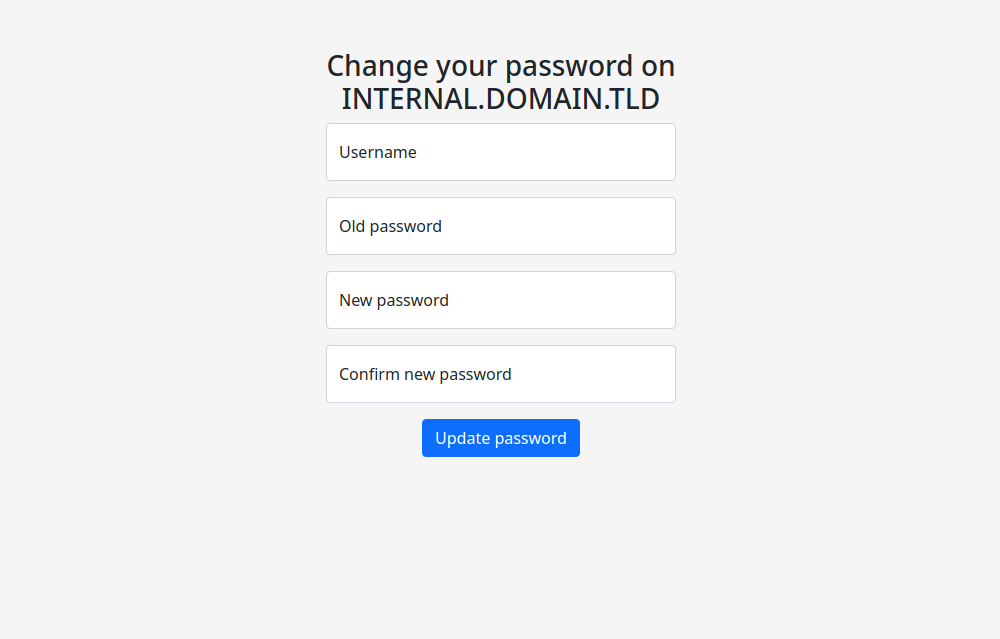 Change your password on
INTERNAL.DOMAIN.TLD
Username
Old password
New password
Confirm new password
Update password